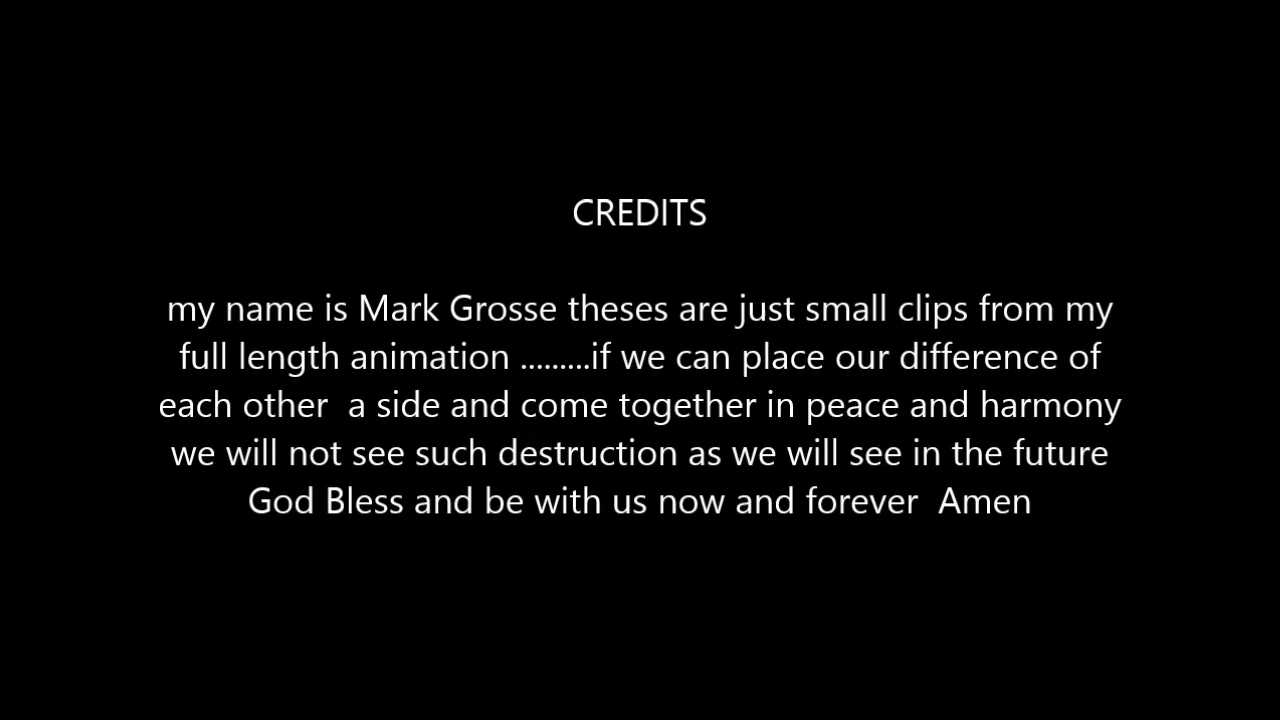 CREDITS
my name is Mark Grosse theses are just small clips from my
full length animation .........if we can place our difference of
each other  a side and come together in peace and harmony
we will not see such destruction as we will see in the future
God Bless and be with us now and forever  Amen